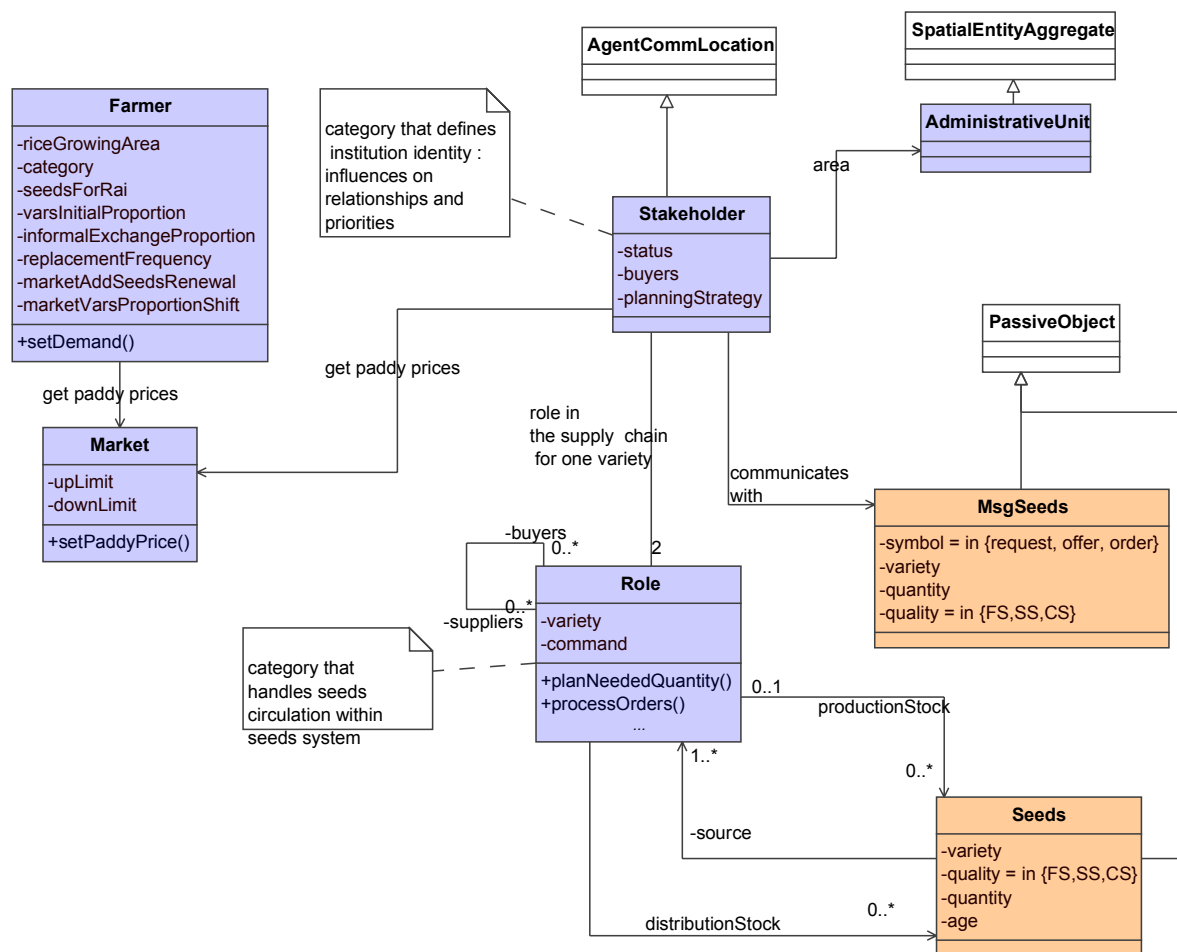 AgentCommLocation
SpatialEntityAggregate
Farmer
-riceGrowingArea
-category
-seedsForRai
-varsInitialProportion
-informalExchangeProportion
-replacementFrequency
-marketAddSeedsRenewal
-marketVarsProportionShift
+setDemand()
category that defines
institution identity :
influences on
relationships and
priorities
AdministrativeUnit
area
Stakeholder
-status
-buyers
-planningStrategy
PassiveObject
get paddy prices
get paddy prices
Market
-upLimit
-downLimit
+setPaddyPrice()
role in
the supply chain
for one variety
communicates
with
MsgSeeds
-symbol = in {request, offer, order}
-variety
-quantity
-quality = in {FS,SS,CS}
-buyers
0..*
2
0..*
-suppliers
Role
-variety
-command
+planNeededQuantity()
+processOrders()
...
category that
handles seeds
circulation within
seeds system
0..1
productionStock
0..*
1..*
-source
Seeds
-variety
-quality = in {FS,SS,CS}
-quantity
-age
distributionStock
0..*